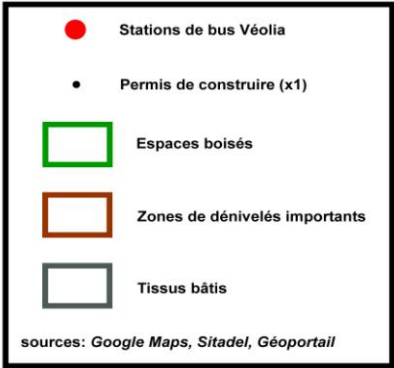 Stations de bus Véolia
Permis de construire (x1)
Espaces boisés
Zones de dénivelés importants
Tissus bâtis
sources: Google Maps, Sitadel, Géoportail